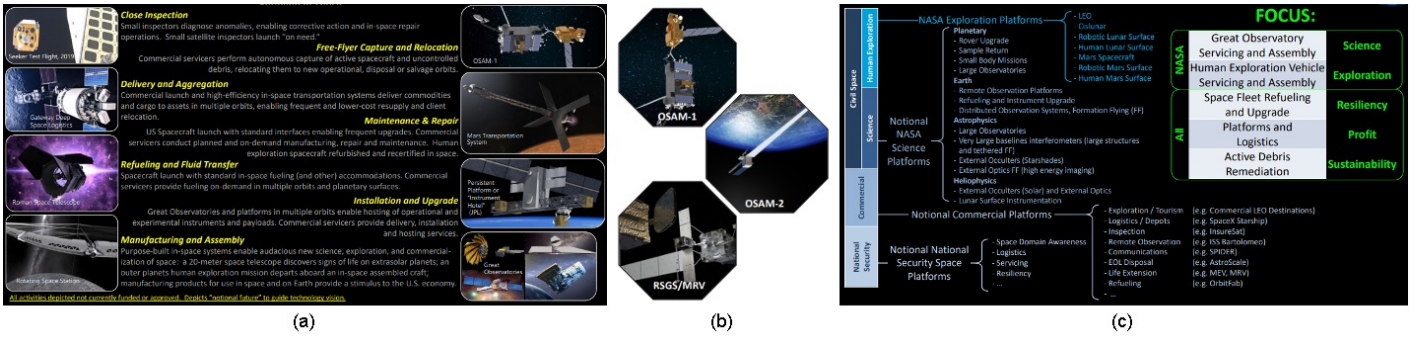 Close Inspection
Small inspectors diagnose anomalies, enabling corrective action and in-space repair
operations. Small satellite inspectors launch "on need."
Seeker Test Flight, 2019
Free-Flyer Capture and Relocation
Commercial servicers perform autonomous capture of active spacecraft and uncontrolled
debris, relocating them to new operational, disposal or salvage orbits.
OSAM-1
Delivery and Aggregation
Commercial launch and high-efficiency in-space transportation systems deliver commodities
and cargo to assets in multiple orbits, enabling frequent and lower-cost resupply and client
relocation.
Gateway Deep
Space Logistics
Maintenance & Repair
US Spacecraft launch with standard interfaces enabling frequent upgrades. Commercial
servicers conduct planned and on-demand manufacturing, repair and maintenance. Human
exploration spacecraft refurbished and recertified in space.
Mars Transportation
System
Refueling and Fluid Transfer
Spacecraft launch with standard in-space fueling (and other) accommodations. Commercial
servicers provide fueling on-demand in multiple orbits and planetary surfaces.
Roman Space Telescope
Installation and Upgrade
Great Observatories and platforms in multiple orbits enable hosting of operational and
experimental instruments and payloads. Commercial servicers provide delivery, installation
and hosting services.
Persistent
Platform or
"Instrument
Hotel"
(JPL)
Manufacturing and Assembly
Purpose-built in-space systems enable audacious new science, exploration, and commercial-
ization of space: a 20-meter space telescope discovers signs of life on extrasolar planets; an
outer planets human exploration mission departs aboard an in-space assembled craft;
manufacturing products for use in space and on Earth provide a stimulus to the U.S. economy.
Rotating Space Station
Great
Observatories
All activities depicted not currently funded or approved. Depicts "notional future" to guide technology vision.
(a)
OSAM-1
OSAM-2
RSGS/MRV
(b)
Civil Space
Human Exploration
Science
Commercial
National
Security
NASA Exploration Platforms
- LEO
- Cislunar
- Robotic Lunar Surface
- Human Lunar Surface
- Mars Spacecraft
- Robotic Mars Surface
- Human Mars Surface
Notional
NASA
Science
Platforms
Planetary
- Rover Upgrade
- Sample Return
- Small Body Missions
- Large Observatories
Earth
- Remote Observation Platforms
- Refueling and Instrument Upgrade
- Distributed Observation Systems, Formation Flying (FF)
Astrophysics
- Large Observatories
- Very Large baselines interferometers (large structures
and tethered FF)
- External Occulters (Starshades)
- External Optics FF (high energy imaging)
Heliophysics
- External Occulters (Solar) and External Optics
- Lunar Surface Instrumentation
Notional Commercial Platforms
- Exploration / Tourism (e.g. Commercial LEO Destinations)
- Logistics / Depots (e.g. SpaceX Starship)
- Inspection (e.g. InsureSat)
- Remote Observation (e.g. ISS Bartolomeo)
- Communications (e.g. SPIDER)
- EOL Disposal (e.g. AstroScale)
- Life Extension (e.g. MEV, MRV)
- Refueling (e.g. OrbitFab)
- ...
Notional National
Security Space
Platforms
- Space Domain Awareness
- Logistics
- Servicing
- Resiliency
- ...
FOCUS:
NASA
Great Observatory
Servicing and Assembly
Science
Human Exploration Vehicle
Servicing and Assembly
Exploration
All
Space Fleet Refueling
and Upgrade
Resiliency
Platforms and
Logistics
Profit
Active Debris
Remediation
Sustainability
(c)